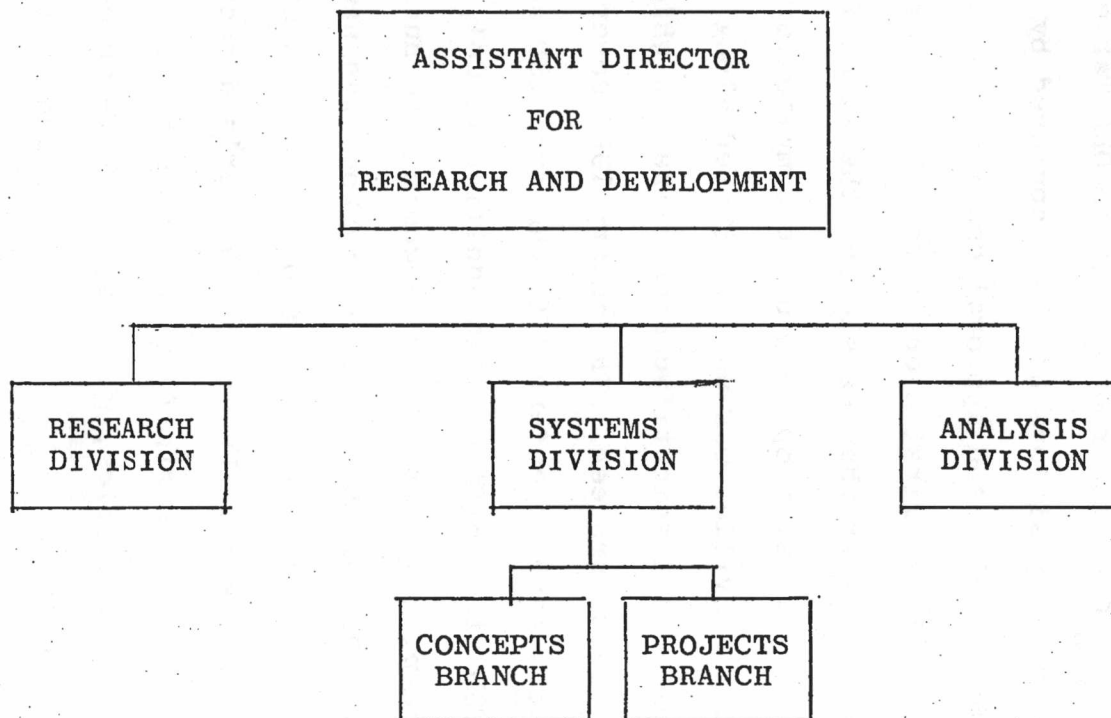 ASSISTANT DIRECTOR
FOR
RESEARCH AND DEVELOPMENT
RESEARCH
DIVISION
SYSTEMS
DIVISION
ANALYSIS
DIVISION
CONCEPTS
BRANCH
PROJECTS
BRANCH